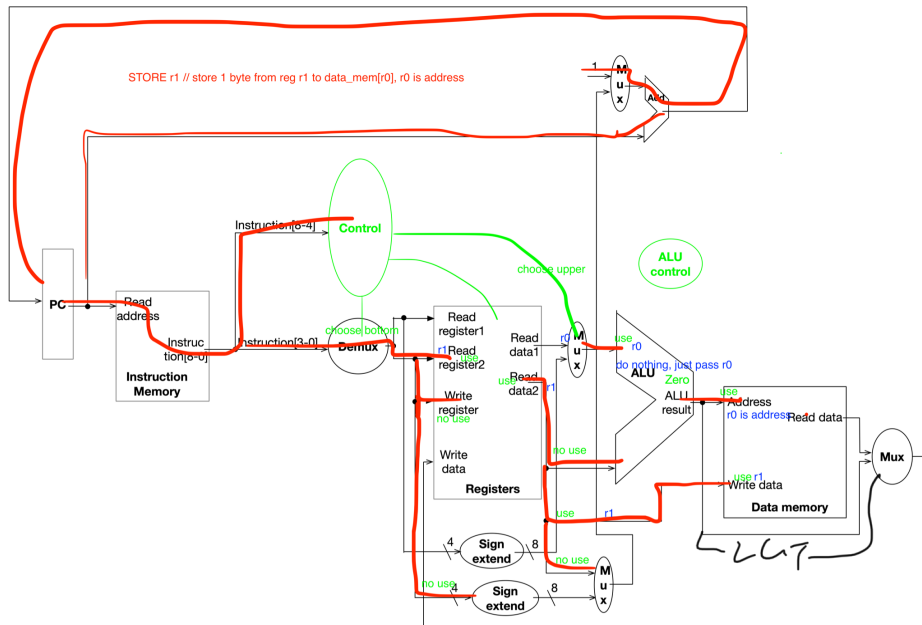 1
M
u
x
Add
STORE r1 // store 1 byte from reg r1 to data_mem[r0], r0 is address
Control
Instruction[8-4]
choose upper
ALU
control
PC
Read
address
Instruc
tion[8-0]
Instruction
Memory
Instruction[3-0]
choose bottom
Demux
Read
register1
r1
Read
register2
use
Write
register
no use
Write
data
Registers
Read
data1
r0
use
Read
data2
r1
M
u
x
use
r0
do nothing, just pass r0
ALU
Zero
ALU
result
no use
use
Address
r0 is address
Read data
use r1
Write data
Data memory
Mux
use
r1
no use
4
Sign
extend
8
no use
4
Sign
extend
8
M
u
x